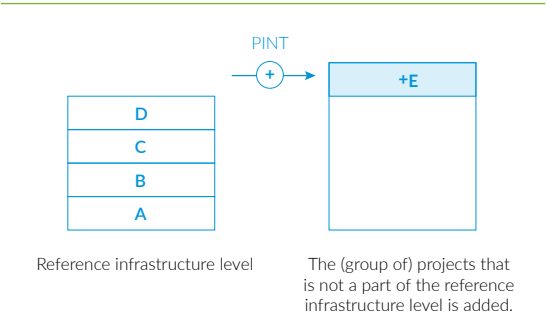 PINT
+
+E
D
C
B
A
Reference infrastructure level
The (group of) projects that
is not a part of the reference
infrastructure level is added.